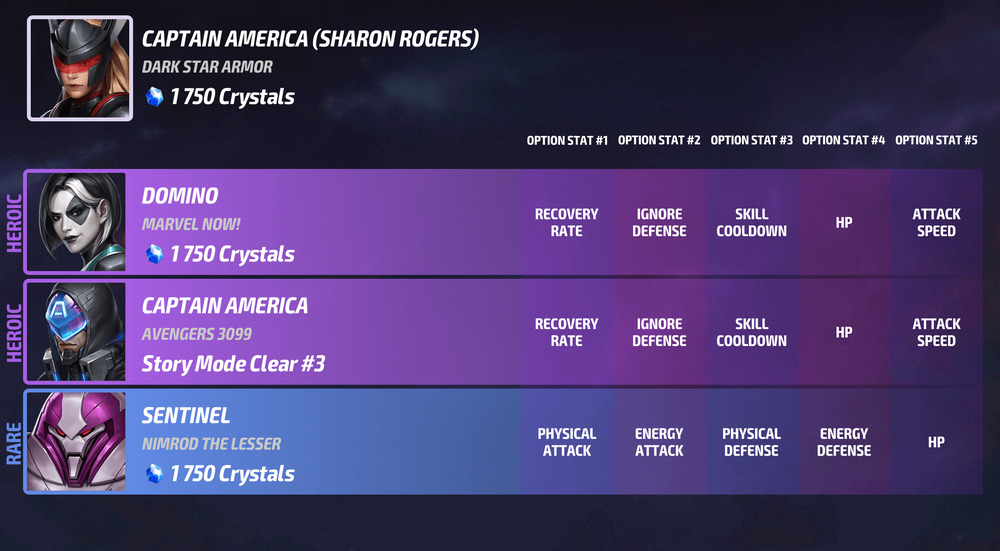 CAPTAIN AMERICA (SHARON ROGERS)
DARK STAR ARMOR
1 750 Crystals
OPTION STAT #1 OPTION STAT #2 OPTION STAT #3 OPTION STAT #4 OPTION STAT #5
HEROIC
DOMINO
MARVEL NOW!
1 750 Crystals
RECOVERY
RATE
IGNORE
DEFENSE
SKILL
COOLDOWN
HP
ATTACK
SPEED
HEROIC
CAPTAIN AMERICA
AVENGERS 3099
Story Mode Clear #3
RECOVERY
RATE
IGNORE
DEFENSE
SKILL
COOLDOWN
HP
ATTACK
SPEED
RARE
SENTINEL
NIMROD THE LESSER
1 750 Crystals
PHYSICAL
ATTACK
ENERGY
ATTACK
PHYSICAL
DEFENSE
ENERGY
DEFENSE
HP